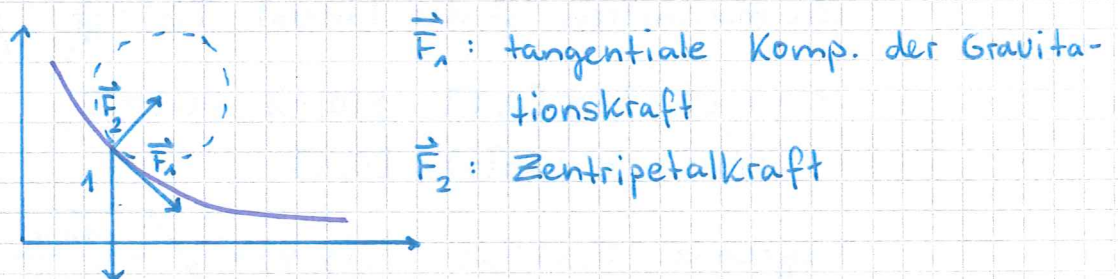 F₁: tangentiale Komp. der Gravita-
tionskraft
F₂: Zentripetalkraft
F₂
F₁
1